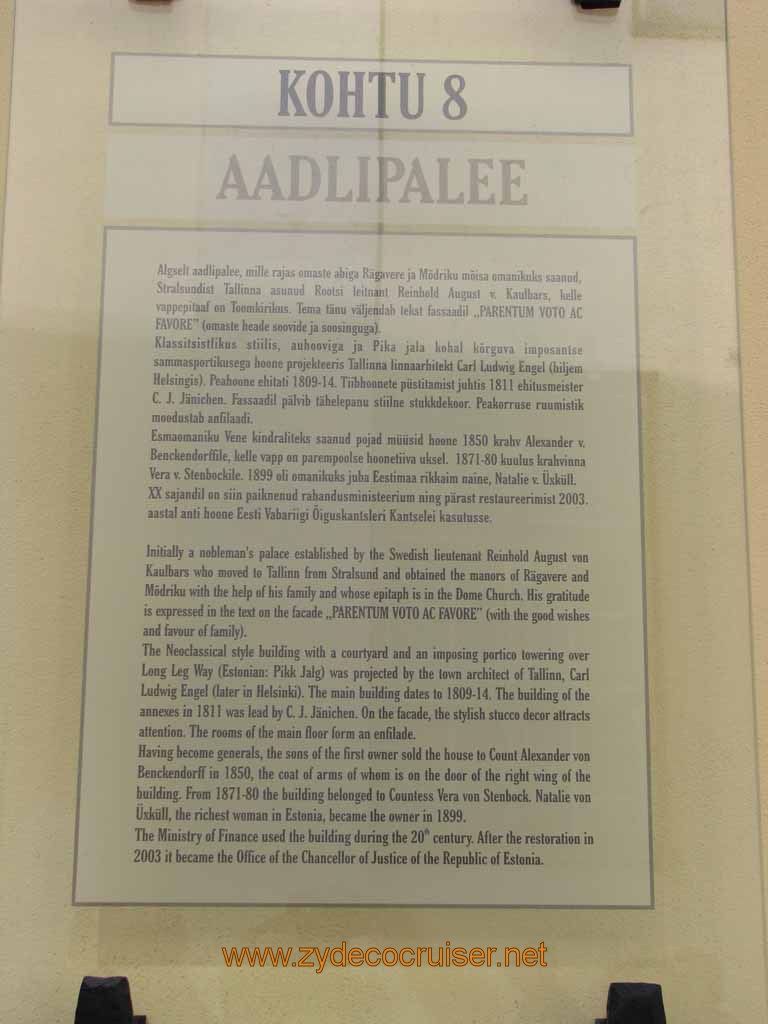 KOHTU 8
AADLIPALEE
Algselt aadlipalee, mille rajas omaste abiga Rägavere ja Mõdriku mõisa omanikuks saanud,
Stralsundist Tallinna asunud Rootsi leitnant Reinhold August v. Kaulbars, kelle
vappepitaaf on Toomkirikus. Tema tänu väljendab tekst fassaadil „PARENTUM VOTO AC
FAVORE” (omaste heade soovide ja soosinguga).
Klassitsistlikus stiilis, auhooviga ja Pika jala kohal kõrguva imposantse
sammasportikusega hoone projekteeris Tallinna linnaarhitekt Carl Ludwig Engel (hiljem
Helsingis). Peahoone ehitati 1809-14. Tiibhoonete püstitamist juhtis 1811 ehitusmeister
C. J. Jänichen. Fassaadil pälvib tähelepanu stiilne stukkdekoor. Peakorruse ruumistik
moodustab anfilaadi.
Esmaomaniku Vene kindraliteks saanud pojad müüsid hoone 1850 krahv Alexander v.
Benckendorffile, kelle vapp on parempoolse hoonetiiva uksel. 1871-80 kuulus krahvinna
Vera v. Stenbockile. 1899 oli omanikuks juba Eestimaa rikkaim naine, Natalie v. Üxküll.
XX sajandil on siin paiknenud rahandusministeerium ning pärast restaureerimist 2003.
aastal anti hoone Eesti Vabariigi Õiguskantsleri Kantselei kasutusse.
Initially a nobleman's palace established by the Swedish lieutenant Reinhold August von
Kaulbars who moved to Tallinn from Stralsund and obtained the manors of Rägavere and
Mõdriku with the help of his family and whose epitaph is in the Dome Church. His gratitude
is expressed in the text on the facade „PARENTUM VOTO AC FAVORE” (with the good wishes
and favour of family).
The Neoclassical style building with a courtyard and an imposing portico towering over
Long Leg Way (Estonian: Pikk Jalg) was projected by the town architect of Tallinn, Carl
Ludwig Engel (later in Helsinki). The main building dates to 1809-14. The building of the
annexes in 1811 was lead by C. J. Jänichen. On the facade, the stylish stucco decor attracts
attention. The rooms of the main floor form an enfilade.
Having become generals, the sons of the first owner sold the house to Count Alexander von
Benckendorff in 1850, the coat of arms of whom is on the door of the right wing of the
building. From 1871-80 the building belonged to Countess Vera von Stenbock. Natalie von
Üxküll, the richest woman in Estonia, became the owner in 1899.
The Ministry of Finance used the building during the 20th century. After the restoration in
2003 it became the Office of the Chancellor of Justice of the Republic of Estonia.
www.zydecocruiser.net